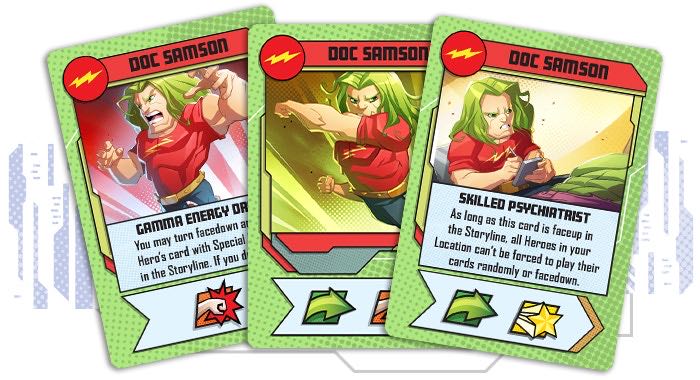 DOC SAMSON
GAMMA ENERGY
You may turn facedown
Hero's card with Special
in the Storyline. If you
DOC SAMSON
DOC SAMSON
SKILLED PSYCHIATRIST
As long as this card is faceup in
the Storyline, all Heroes in your
Location can't be forced to play their
cards randomly or facedown.